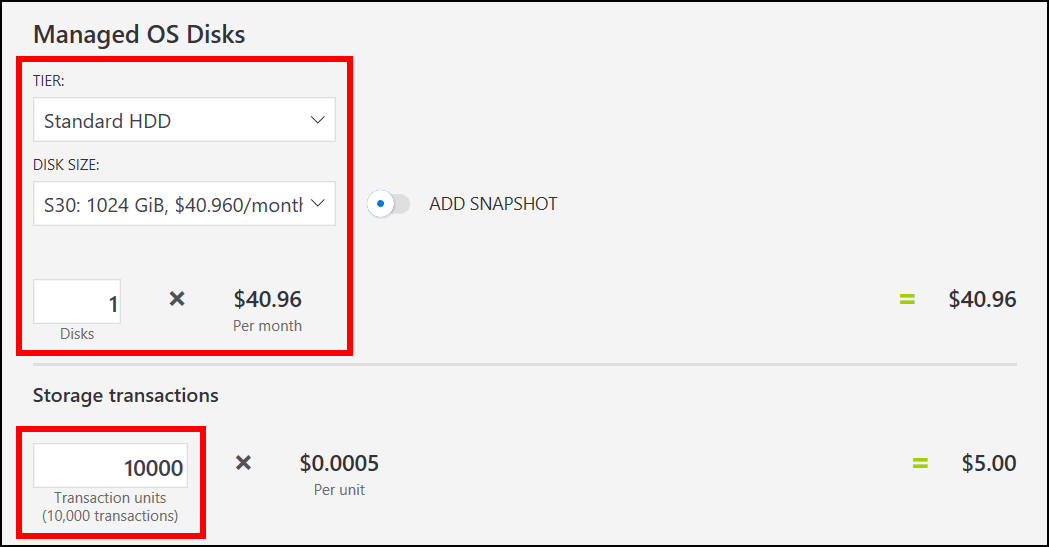 Managed OS Disks
TIER:
Standard HDD
DISK SIZE:
S30: 1024 GiB, $40.960/month
ADD SNAPSHOT
1 × $40.96 = $40.96
Disks Per month
Storage transactions
10000 × $0.0005 = $5.00
Transaction units Per unit
(10,000 transactions)